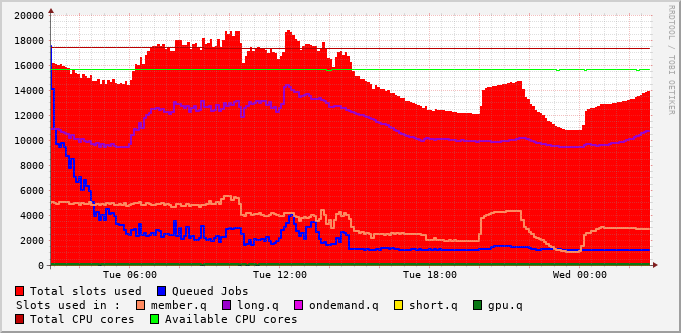 20000
18000
16000
14000
12000
10000
8000
6000
4000
2000
0
Tue 06:00 Tue 12:00 Tue 18:00 Wed 00:00
Total slots used Queued Jobs
Slots used in : member.q long.q ondemand.q short.q gpu.q
Total CPU cores Available CPU cores
RRDTOOL / TOBI OETIKER